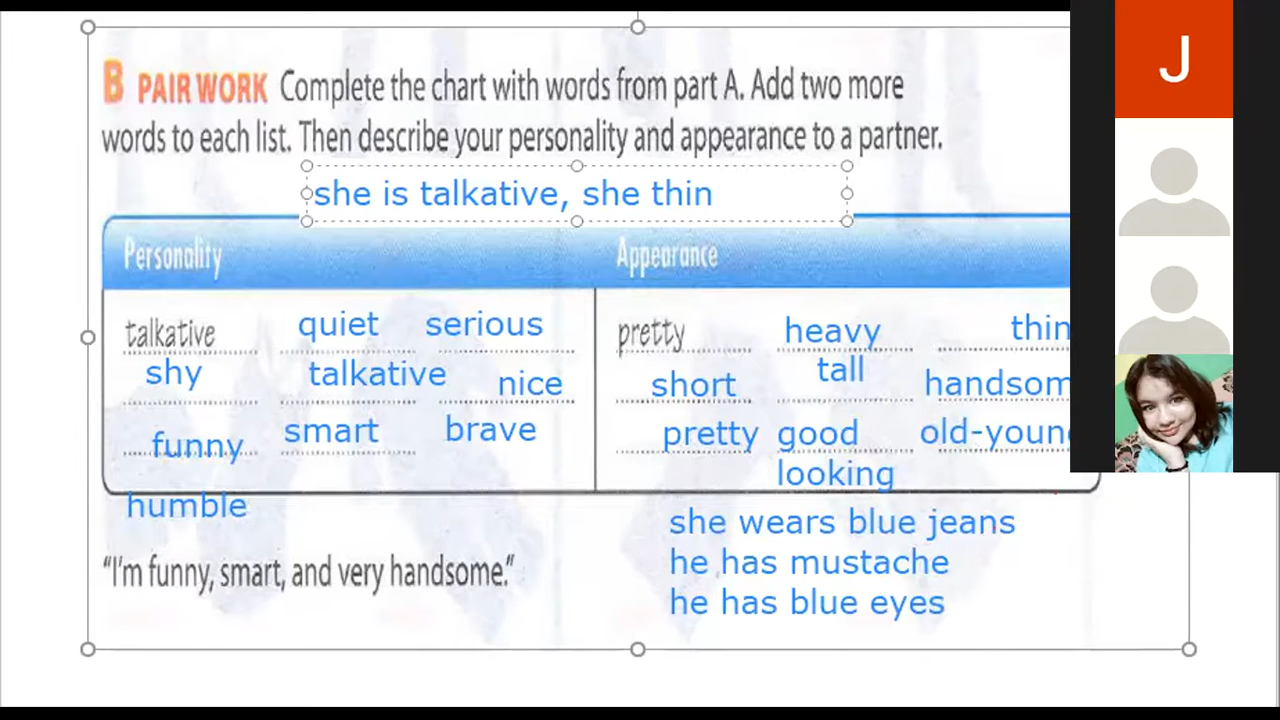 J
B PAIR WORK Complete the chart with words from part A. Add two more
words to each list. Then describe your personality and appearance to a partner.
she is talkative, she thin
Personality Appearance
talkative quiet serious pretty heavy thin
shy talkative nice short tall handsom
funny smart brave pretty good old-youn
looking
humble
she wears blue jeans
"I'm funny, smart, and very handsome." he has mustache
he has blue eyes